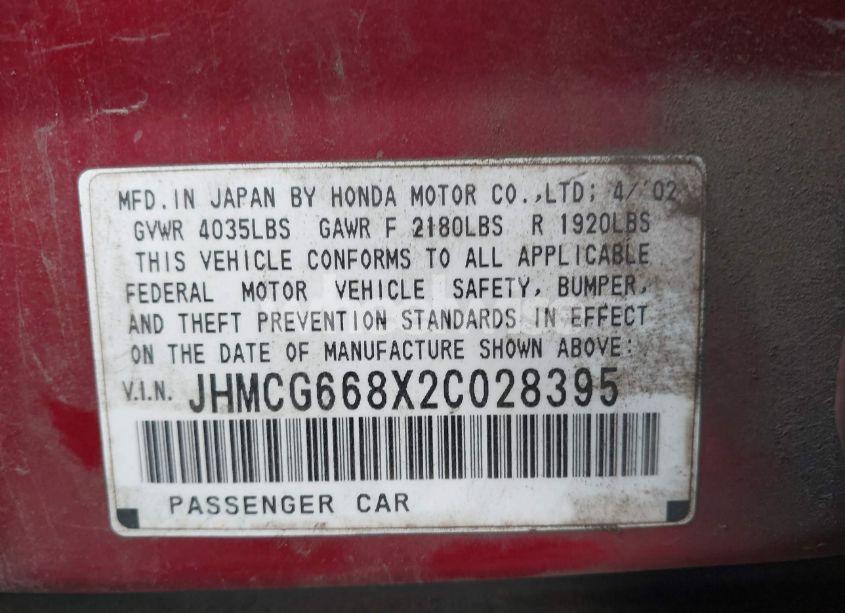 MFD.IN JAPAN BY HONDA MOTOR CO.,LTD; 4/'02
GVWR 4035LBS GAWR F 2180LBS R 1920LBS
THIS VEHICLE CONFORMS TO ALL APPLICABLE
FEDERAL MOTOR VEHICLE SAFETY, BUMPER,
AND THEFT PREVENTION STANDARDS IN EFFECT
ON THE DATE OF MANUFACTURE SHOWN ABOVE:
V.I.N. JHMCG668X2C028395
PASSENGER CAR